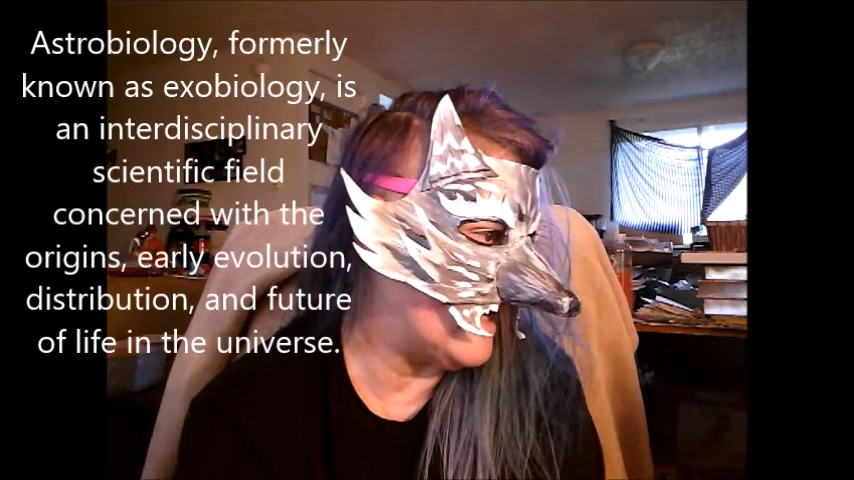 Astrobiology, formerly
known as exobiology, is
an interdisciplinary
scientific field
concerned with the
origins, early evolution,
distribution, and future
of life in the universe.